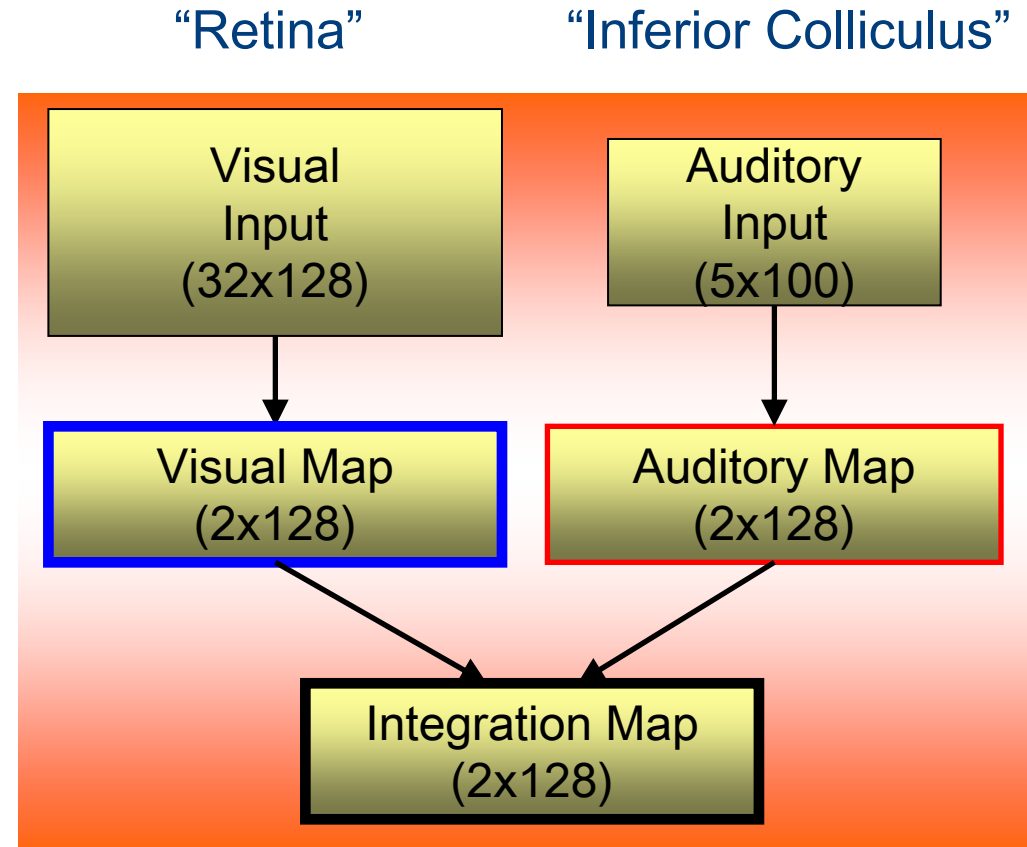 “Retina”
“Inferior Colliculus”
Visual
Input
(32x128)
Auditory
Input
(5x100)
Visual Map
(2x128)
Auditory Map
(2x128)
Integration Map
(2x128)